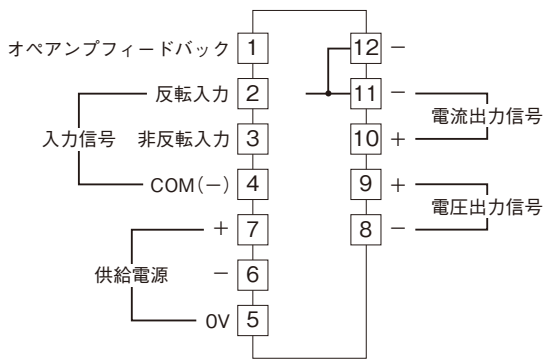 オペアンプフィードバック 1
反転入力 2
入力信号
非反転入力 3
COM(−) 4
+ 7
供給電源
− 6
0V 5
12 −
11 −
電流出力信号
10 +
9 +
電圧出力信号
8 −